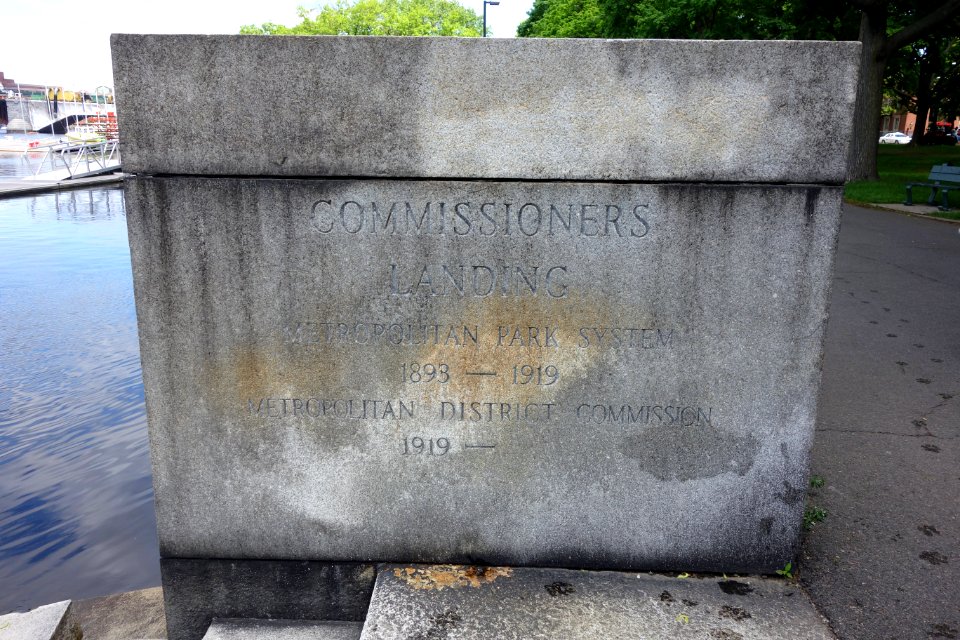 COMMISSIONERS
LANDING
METROPOLITAN PARK SYSTEM
1893 — 1919
METROPOLITAN DISTRICT COMMISSION
1919 —